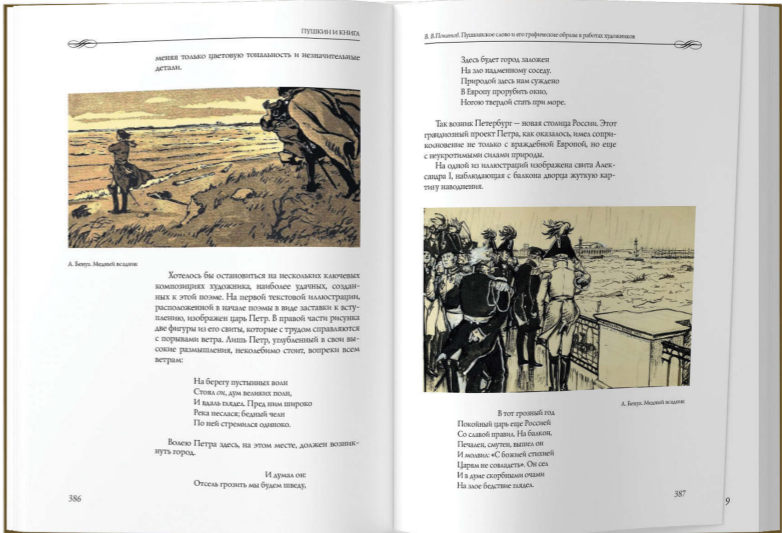 ПУШКИН И КНИГА
меняя только цветовую тональность и незначительные
детали.
А. Бенуа. Медный всадник
Хотелось бы остановиться на нескольких ключевых
композициях художника, наиболее удачных, создан-
ных к этой поэме. На первой текстовой иллюстрации,
расположенной в начале поэмы в виде заставки к всту-
плению, изображен царь Петр. В правой части рисунка
две фигуры из его свиты, которые с трудом справляются
с порывами ветра. Лишь Петр, углубленный в свои вы-
сокие размышления, неколебимо стоит, вопреки всем
ветрам:
На берегу пустынных волн
Стоял он, дум великих полн,
И вдаль глядел. Пред ним широко
Река неслася; бедный челн
По ней стремился одиноко.
Волею Петра здесь, на этом месте, должен возник-
нуть город.
И думал он:
Отсель грозить мы будем шведу,
386
В. В. Пушкинское слово и его графические образы в работах художников
Здесь будет город заложен
На зло надменному соседу.
Природой здесь нам суждено
В Европу прорубить окно,
Ногою твердой стать при море.
Так возник Петербург — новая столица России. Этот
грандиозный проект Петра, как оказалось, имел сопри-
косновение не только с враждебной Европой, но еще
с неукротимыми силами природы.
На одной из иллюстраций изображена свита Алек-
сандра I, наблюдающая с балкона дворца жуткую кар-
тину наводнения.
А. Бенуа. Медный всадник
В тот грозный год
Покойный царь еще Россией
Со славой правил. На балкон,
Печален, смутен, вышел он
И молвил: «С божией стихией
Царям не совладеть». Он сел
И в думе скорбными очами
На злое бедствие глядел.
387
9